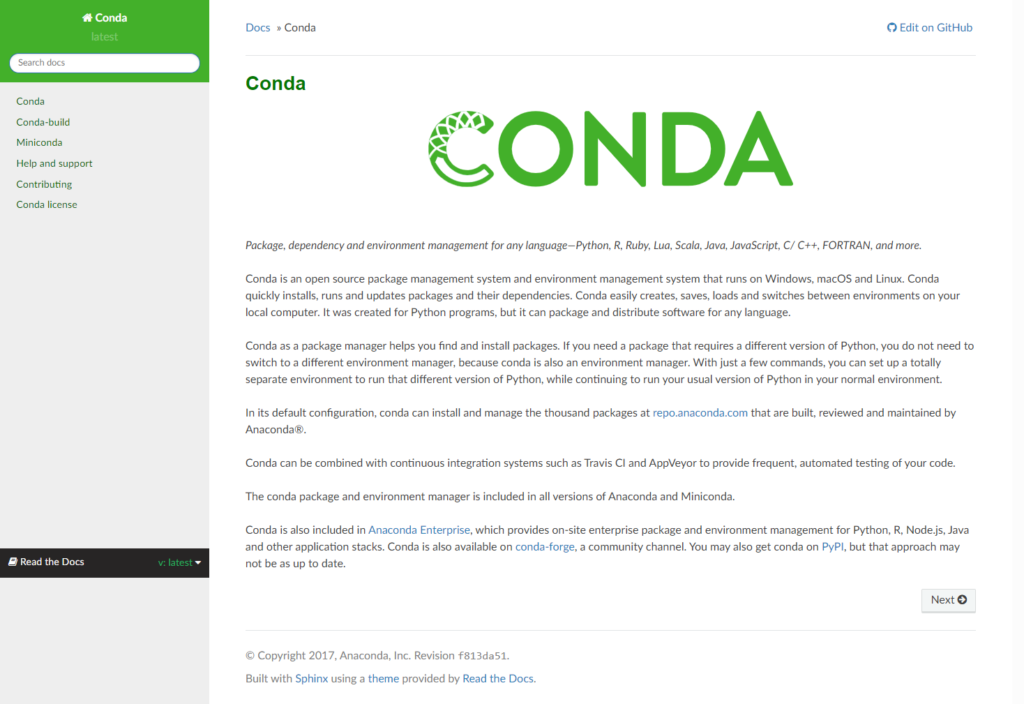 Conda
latest
Search docs
Conda
Conda-build
Miniconda
Help and support
Contributing
Conda license
Read the Docs
v: latest
Docs » Conda
Edit on GitHub
Conda
CONDA
Package, dependency and environment management for any language—Python, R, Ruby, Lua, Scala, Java, JavaScript, C/ C++, FORTRAN, and more.
Conda is an open source package management system and environment management system that runs on Windows, macOS and Linux. Conda
quickly installs, runs and updates packages and their dependencies. Conda easily creates, saves, loads and switches between environments on your
local computer. It was created for Python programs, but it can package and distribute software for any language.
Conda as a package manager helps you find and install packages. If you need a package that requires a different version of Python, you do not need to
switch to a different environment manager, because conda is also an environment manager. With just a few commands, you can set up a totally
separate environment to run that different version of Python, while continuing to run your usual version of Python in your normal environment.
In its default configuration, conda can install and manage the thousand packages at repo.anaconda.com that are built, reviewed and maintained by
Anaconda®.
Conda can be combined with continuous integration systems such as Travis CI and AppVeyor to provide frequent, automated testing of your code.
The conda package and environment manager is included in all versions of Anaconda and Miniconda.
Conda is also included in Anaconda Enterprise, which provides on-site enterprise package and environment management for Python, R, Node.js, Java
and other application stacks. Conda is also available on conda-forge, a community channel. You may also get conda on PyPI, but that approach may
not be as up to date.
Next
© Copyright 2017, Anaconda, Inc. Revision f813da51.
Built with Sphinx using a theme provided by Read the Docs.